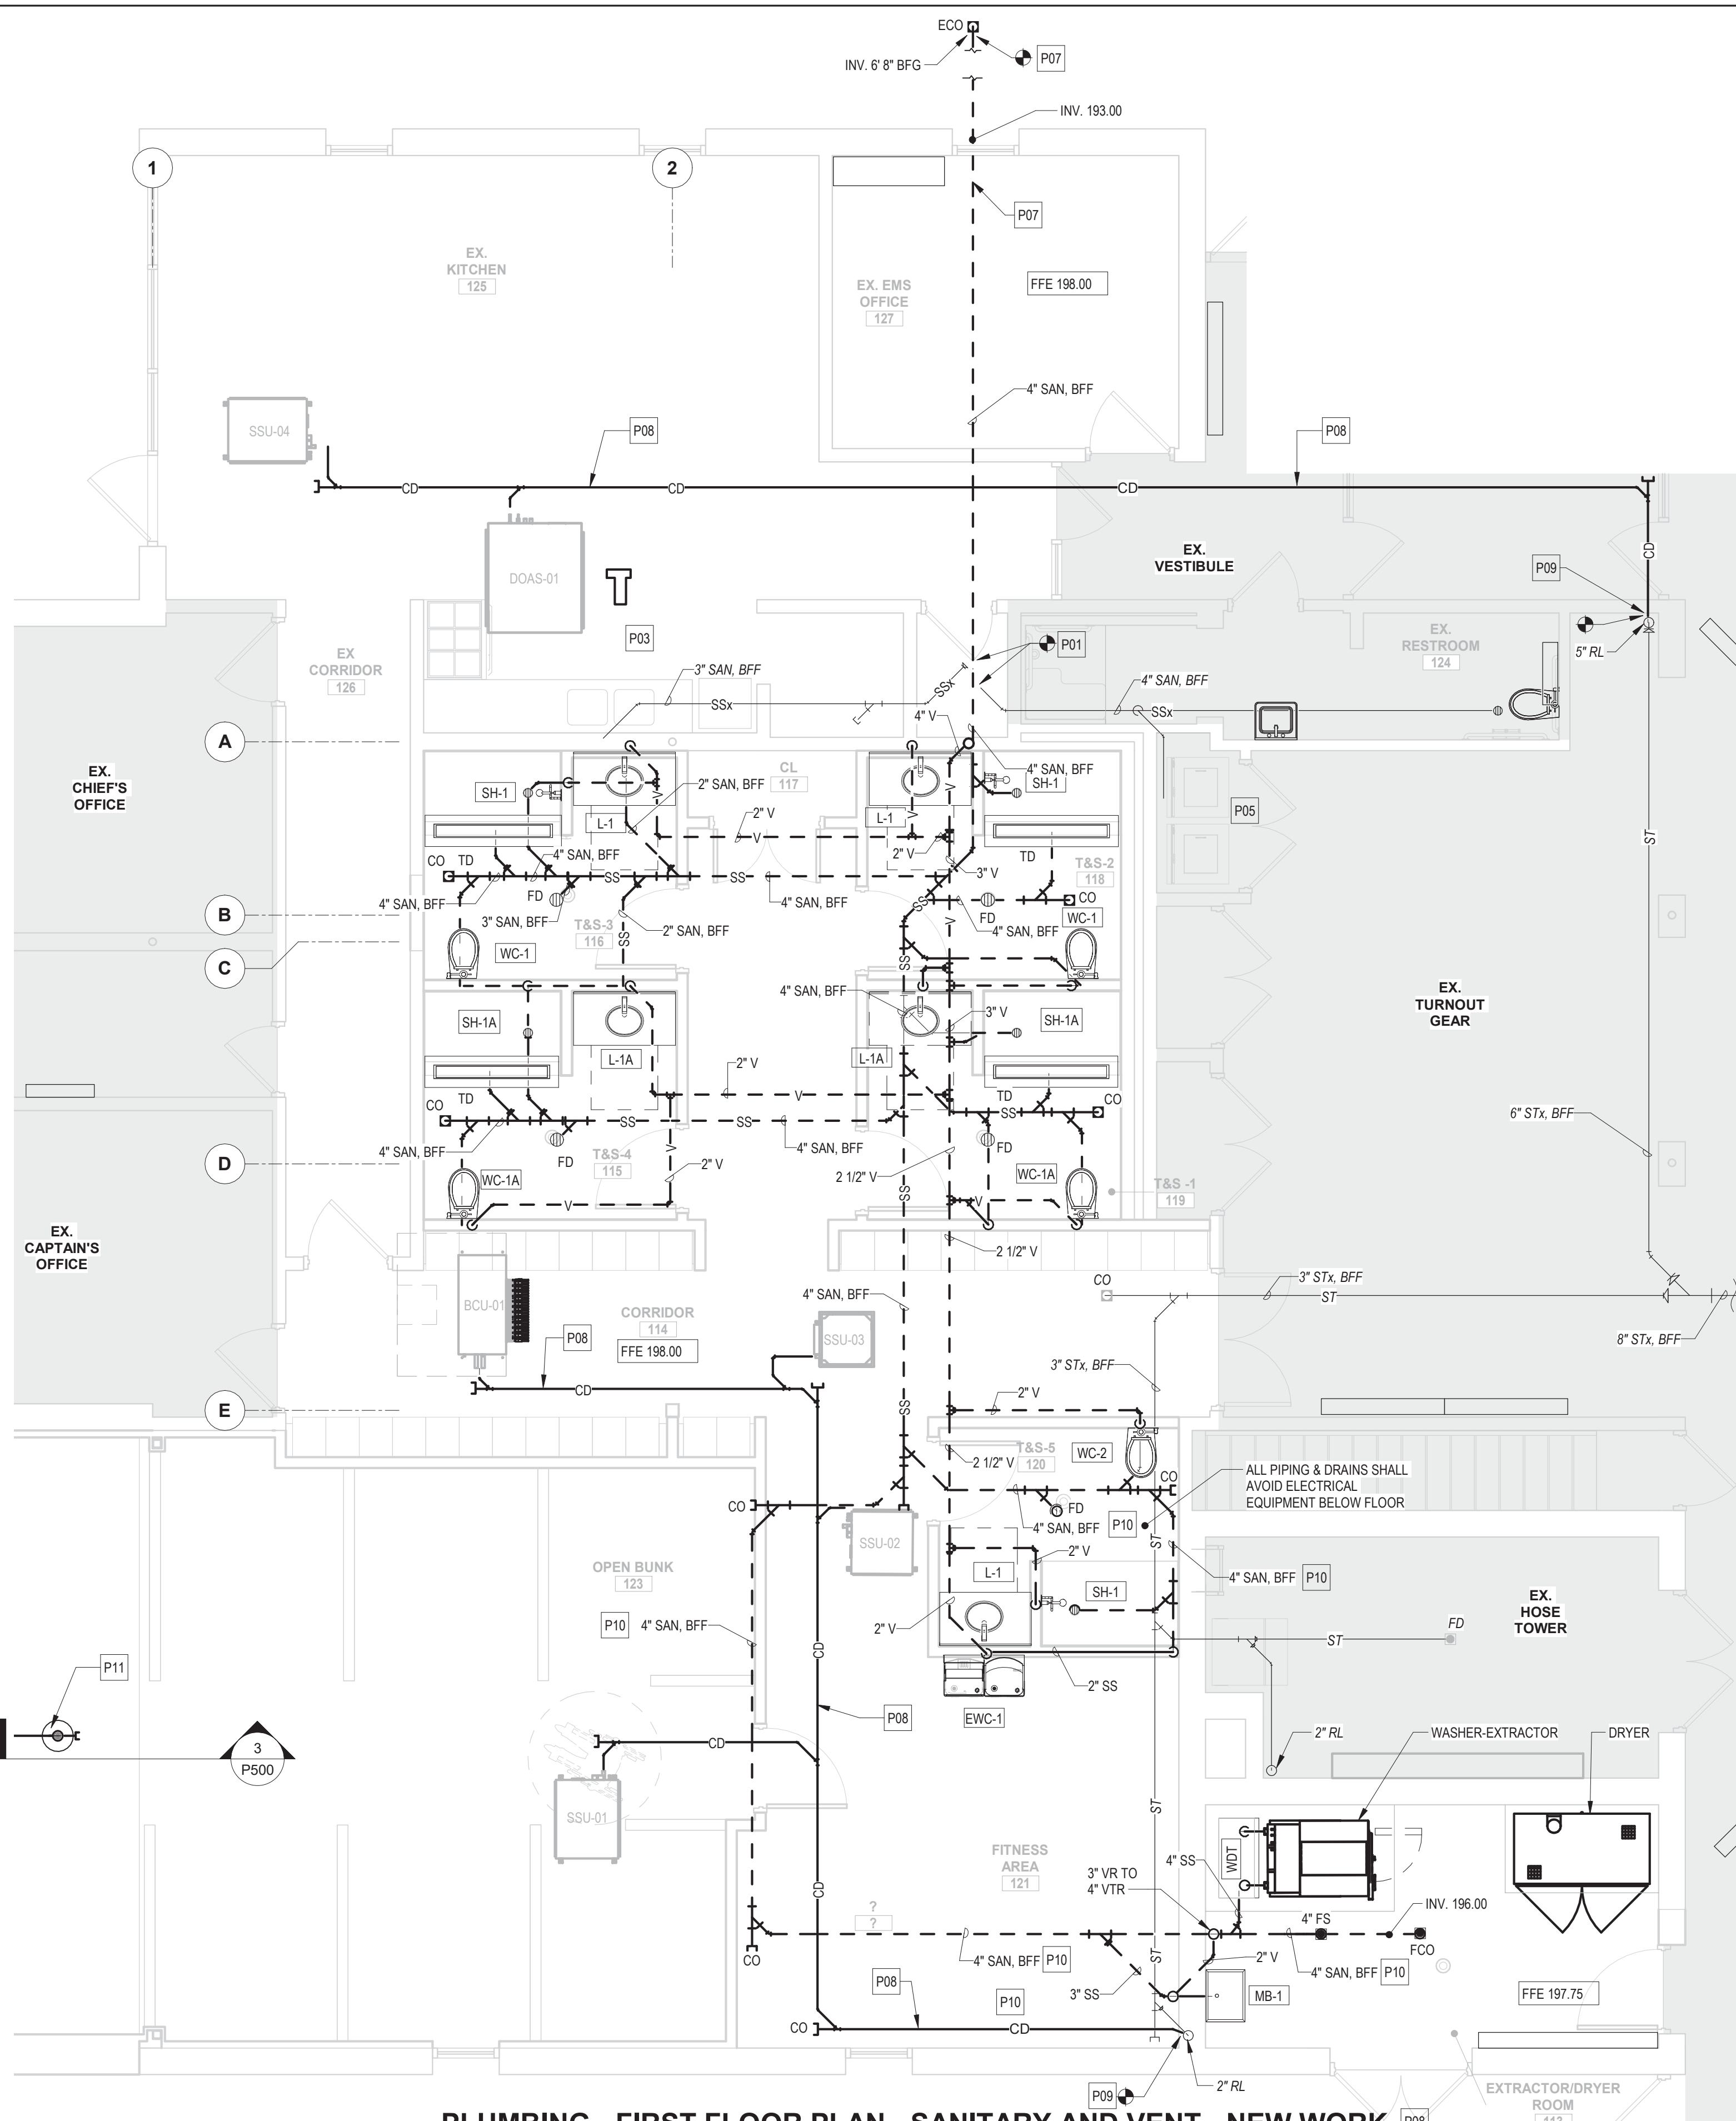 ECO
P07
INV. 6' 8" BFG
INV. 193.00
1
2
P07
EX.
KITCHEN
125
EX. EMS
OFFICE
127
FFE 198.00
4" SAN, BFF
SSU-04
P08
P08
CD
CD
CD
CD
DOAS-01
T
EX.
VESTIBULE
P09
P03
P01
EX.
RESTROOM
124
5" RL
EX
CORRIDOR
126
3" SAN, BFF
SSx
SSx
4" SAN, BFF
SSx
4" V
A
EX.
CHIEF'S
OFFICE
CL
117
4" SAN, BFF
SH-1
SH-1
2" SAN, BFF
V
V
V
P05
L-1
2" V
L-1
V
ST
2" V
CO
TD
4" SAN, BFF
3" V
TD
T&S-2
118
SS
SS
4" SAN, BFF
FD
4" SAN, BFF
SS
FD
CO
B
3" SAN, BFF
T&S-3
116
2" SAN, BFF
SS
4" SAN, BFF
WC-1
V
WC-1
SS
C
4" SAN, BFF
EX.
TURNOUT
GEAR
SH-1A
3" V
SH-1A
L-1A
L-1A
2" V
CO
TD
V
TD
CO
SS
SS
SS
6" STx, BFF
4" SAN, BFF
FD
4" SAN, BFF
FD
D
T&S-4
115
V
2" V
2 1/2" V
WC-1A
WC-1A
T&S -1
119
SS
V
V
EX.
CAPTAIN'S
OFFICE
2 1/2" V
CO
3" STx, BFF
ST
4" SAN, BFF
BCU-01
CORRIDOR
114
FFE 198.00
P08
SSU-03
8" STx, BFF
3" STx, BFF
CD
2" V
E
SS
T&S-5
120
WC-2
2 1/2" V
CO
ALL PIPING & DRAINS SHALL
AVOID ELECTRICAL
EQUIPMENT BELOW FLOOR
CO
FD
4" SAN, BFF
P10
SSU-02
ST
2" V
OPEN BUNK
123
L-1
SH-1
4" SAN, BFF
P10
EX.
HOSE
TOWER
P10
4" SAN, BFF
2" V
FD
ST
CD
P11
2" SS
EWC-1
P08
3
P500
CD
2" RL
WASHER-EXTRACTOR
DRYER
SSU-01
ST
FITNESS
AREA
121
3" VR TO
4" VTR
4" SS
WDT
CD
?
?
INV. 196.00
4" FS
CO
4" SAN, BFF
P10
ST
2" V
4" SAN, BFF
P10
FCO
P08
P10
3" SS
MB-1
FFE 197.75
CO
CD
P09
2" RL
EXTRACTOR/DRYER
ROOM
PLUMBING - FIRST FLOOR PLAN - SANITARY AND VENT - NEW WORK
P08